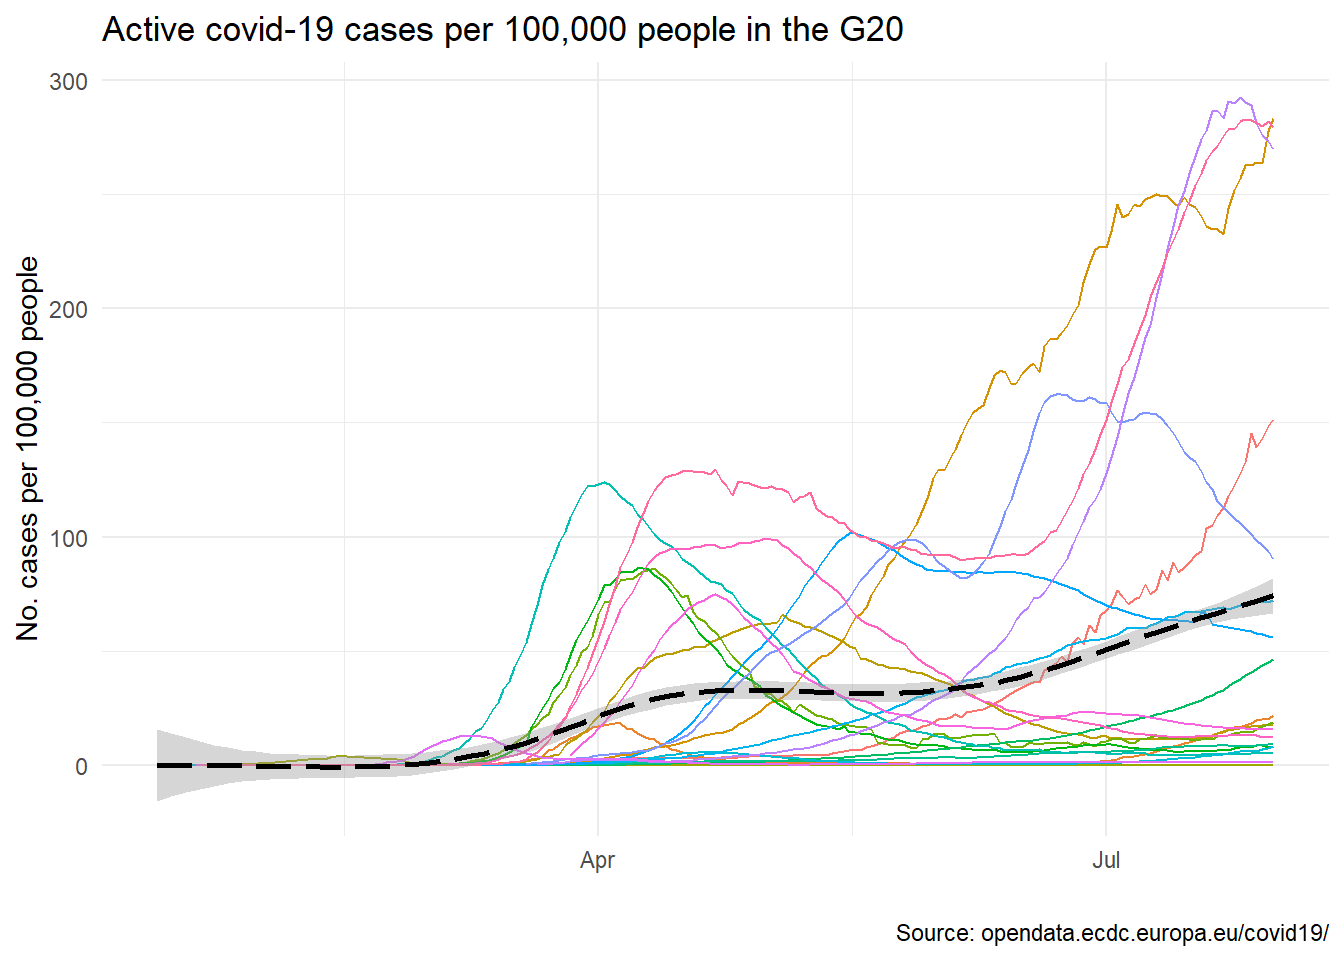 Active covid-19 cases per 100,000 people in the G20
No. cases per 100,000 people
300
200
100
0
Apr
Jul
Source: opendata.ecdc.europa.eu/covid19/